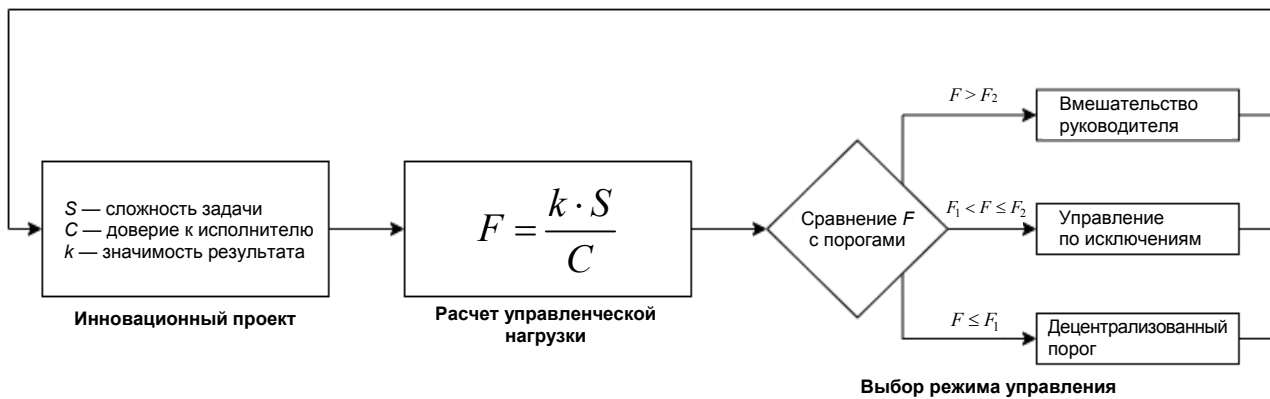 S — сложность задачи
C — доверие к исполнителю
k — значимость результата
Инновационный проект
F = k · S / C
Расчет управленческой
нагрузки
Сравнение F
с порогами
F > F₂
Вмешательство
руководителя
F₁ < F ≤ F₂
Управление
по исключениям
F ≤ F₁
Децентрализованный
порог
Выбор режима управления